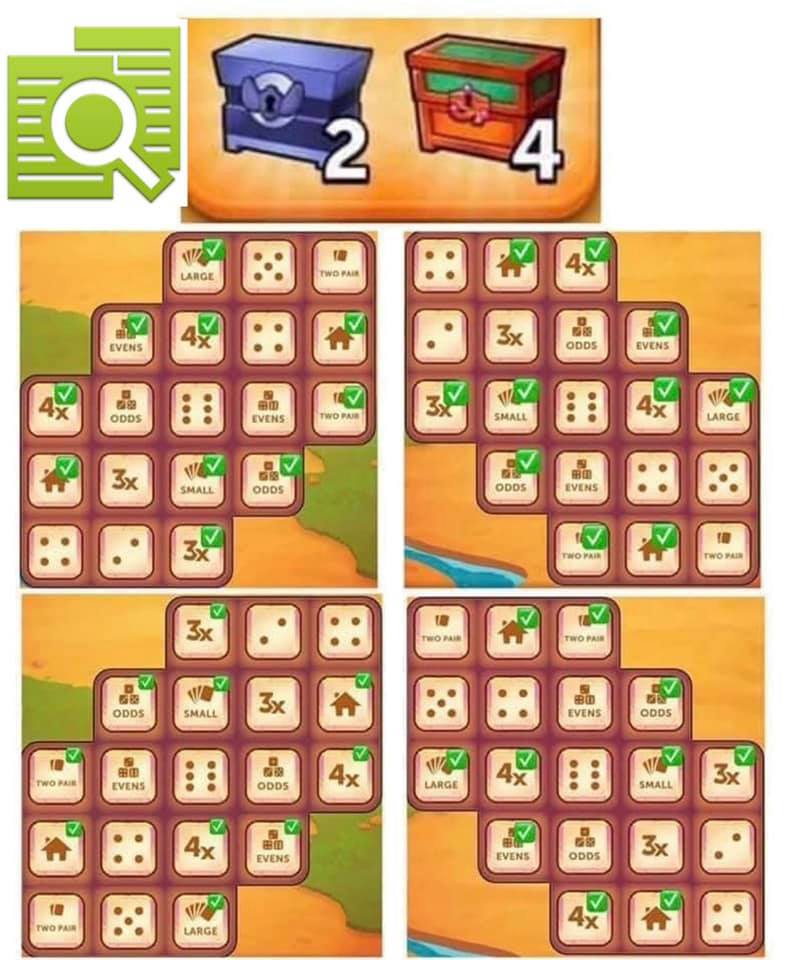 2 4
LARGE TWO PAIR
EVENS 4x
4x ODDS EVENS TWO PAIR
3x SMALL ODDS
3x
4x
3x ODDS EVENS
3x SMALL 4x LARGE
ODDS EVENS
TWO PAIR TWO PAIR
3x
ODDS SMALL 3x
TWO PAIR EVENS ODDS 4x
4x EVENS
TWO PAIR LARGE
TWO PAIR TWO PAIR
EVENS ODDS
LARGE 4x SMALL 3x
EVENS ODDS 3x
4x